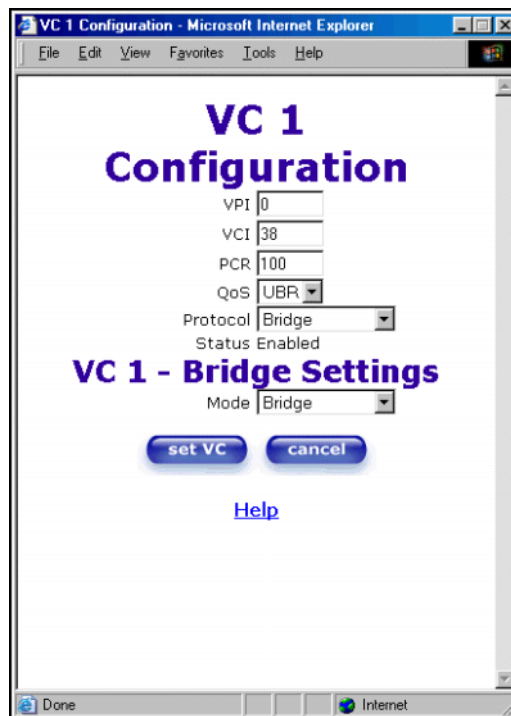 VC 1 Configuration - Microsoft Internet Explorer
File Edit View Favorites Tools Help
VC 1
Configuration
VPI 0
VCI 38
PCR 100
QoS UBR
Protocol Bridge
Status Enabled
VC 1 - Bridge Settings
Mode Bridge
set VC cancel
Help
Done Internet